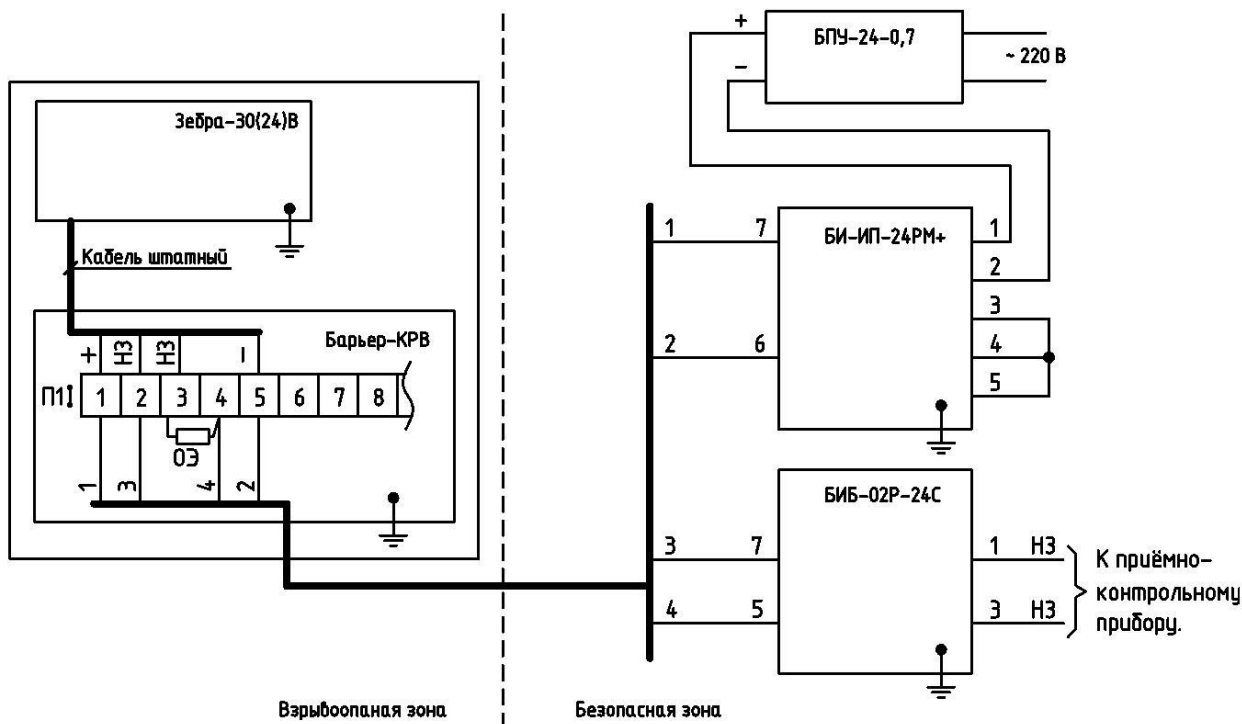 +
БПУ-24-0,7
~ 220 В
−
Зебра-30(24)В
Кабель штатный
1 7 БИ-ИП-24РМ+ 1
2
3
2 6 4
5
Барьер-КРВ
+ НЗ НЗ −
П1 1 2 3 4 5 6 7 8
ОЭ
1 3 4 2
БИБ-02Р-24С
3 7 1 НЗ
4 5 3 НЗ
К приёмно-
контрольному
прибору.
Взрывоопаная зона
Безопасная зона